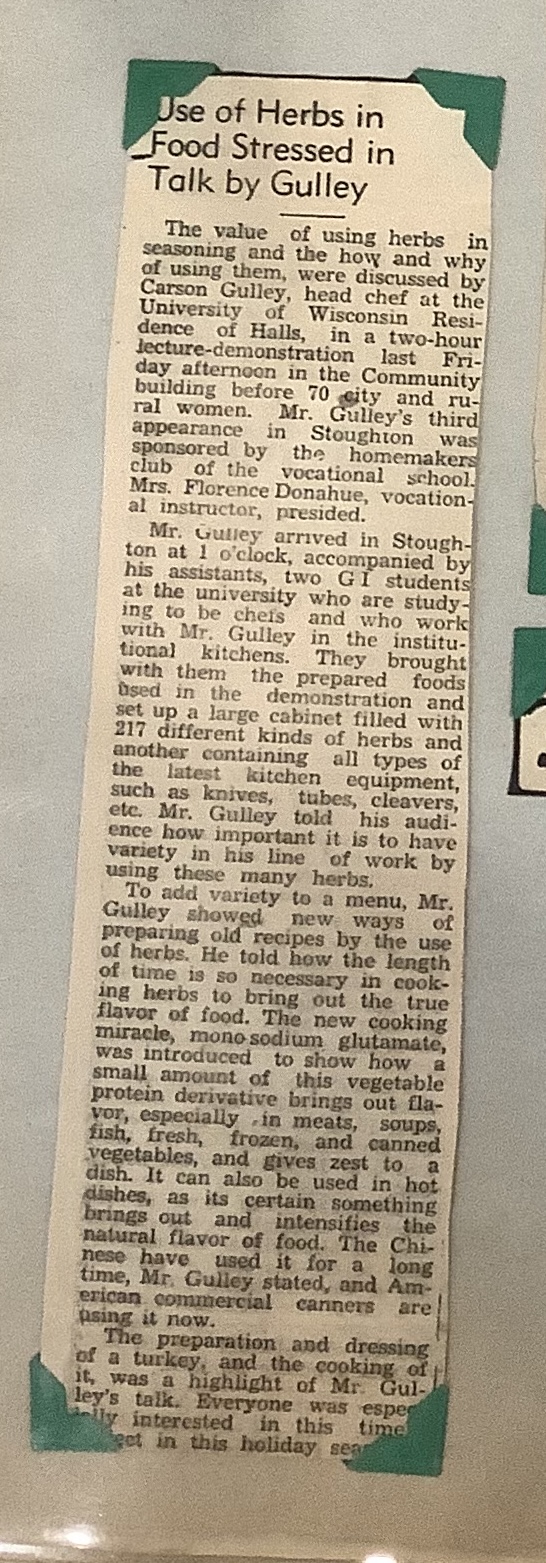 Use of Herbs in
Food Stressed in
Talk by Gulley
The value of using herbs in
seasoning and the how and why
of using them, were discussed by
Carson Gulley, head chef at the
University of Wisconsin Resi-
dence of Halls, in a two-hour
lecture-demonstration last Fri-
day afternoon in the Community
building before 70 city and ru-
ral women. Mr. Gulley's third
appearance in Stoughton was
sponsored by the homemakers
club of the vocational school.
Mrs. Florence Donahue, vocation-
al instructor, presided.
Mr. Gulley arrived in Stough-
ton at 1 o'clock, accompanied by
his assistants, two GI students
at the university who are study-
ing to be chefs and who work
with Mr. Gulley in the institu-
tional kitchens. They brought
with them the prepared foods
used in the demonstration and
set up a large cabinet filled with
217 different kinds of herbs and
another containing all types of
the latest kitchen equipment,
such as knives, tubes, cleavers,
etc. Mr. Gulley told his audi-
ence how important it is to have
variety in his line of work by
using these many herbs.
To add variety to a menu, Mr.
Gulley showed new ways of
preparing old recipes by the use
of herbs. He told how the length
of time is so necessary in cook-
ing herbs to bring out the true
flavor of food. The new cooking
miracle, mono-sodium glutamate,
was introduced to show how a
small amount of this vegetable
protein derivative brings out fla-
vor, especially in meats, soups,
fish, fresh, frozen, and canned
vegetables, and gives zest to a
dish. It can also be used in hot
dishes, as its certain something
brings out and intensifies the
natural flavor of food. The Chi-
nese have used it for a long
time, Mr. Gulley stated, and Am-
erican commercial canners are
using it now.
The preparation and dressing
of a turkey, and the cooking of
it, was a highlight of Mr. Gul-
ley's talk. Everyone was espec
ially interested in this time
ect in this holiday sea